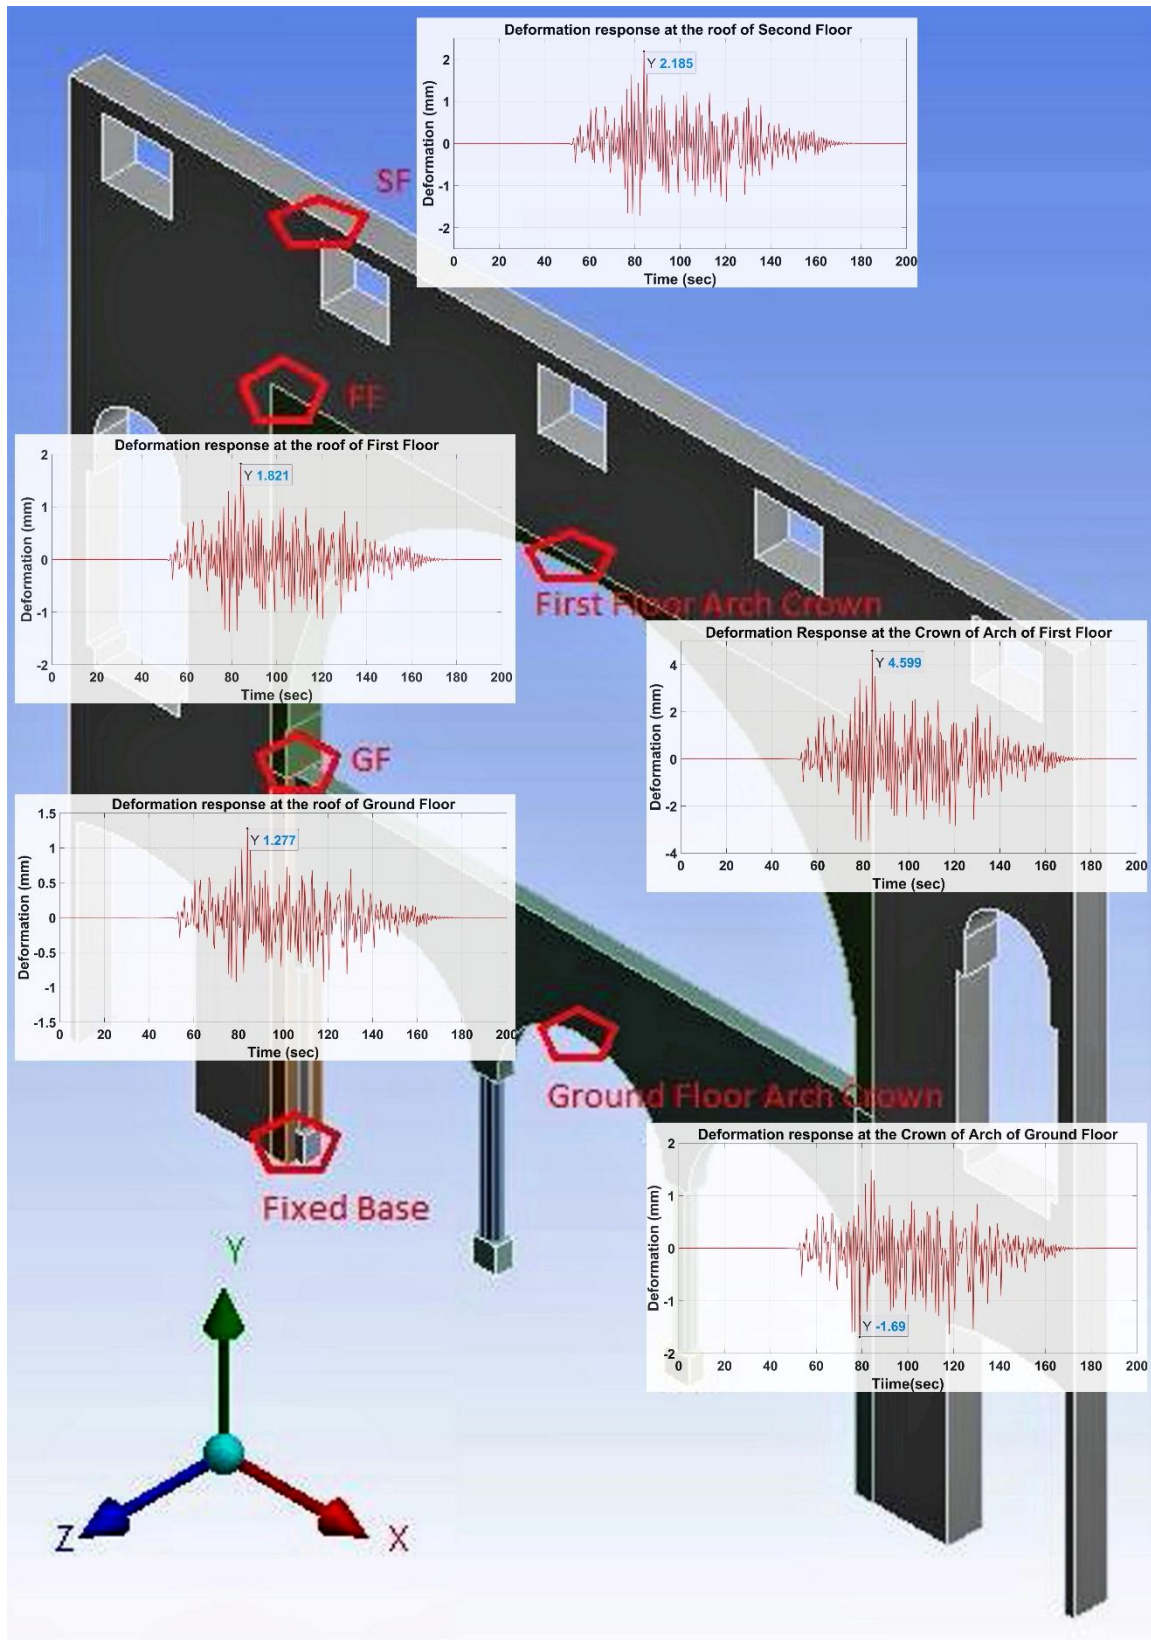 Deformation response at the roof of Second Floor
Y 2.185
Deformation (mm)
2
1
0
-1
-2
0 20 40 60 80 100 120 140 160 180 200
Time (sec)
SF
FF
Deformation response at the roof of First Floor
Y 1.821
Deformation (mm)
2
1
0
-1
-2
0 20 40 60 80 100 120 140 160 180 200
Time (sec)
First Floor Arch Crown
Deformation Response at the Crown of Arch of First Floor
Y 4.599
Deformation (mm)
4
2
0
-2
-4
0 20 40 60 80 100 120 140 160 180 200
Time (sec)
GF
Deformation response at the roof of Ground Floor
Y 1.277
Deformation (mm)
1.5
1
0.5
0
-0.5
-1
-1.5
0 20 40 60 80 100 120 140 160 180 200
Time (sec)
Ground Floor Arch Crown
Deformation response at the Crown of Arch of Ground Floor
Y -1.69
Deformation (mm)
2
1
0
-1
-2
0 20 40 60 80 100 120 140 160 180 200
Tiime(sec)
Fixed Base
Y
Z
X